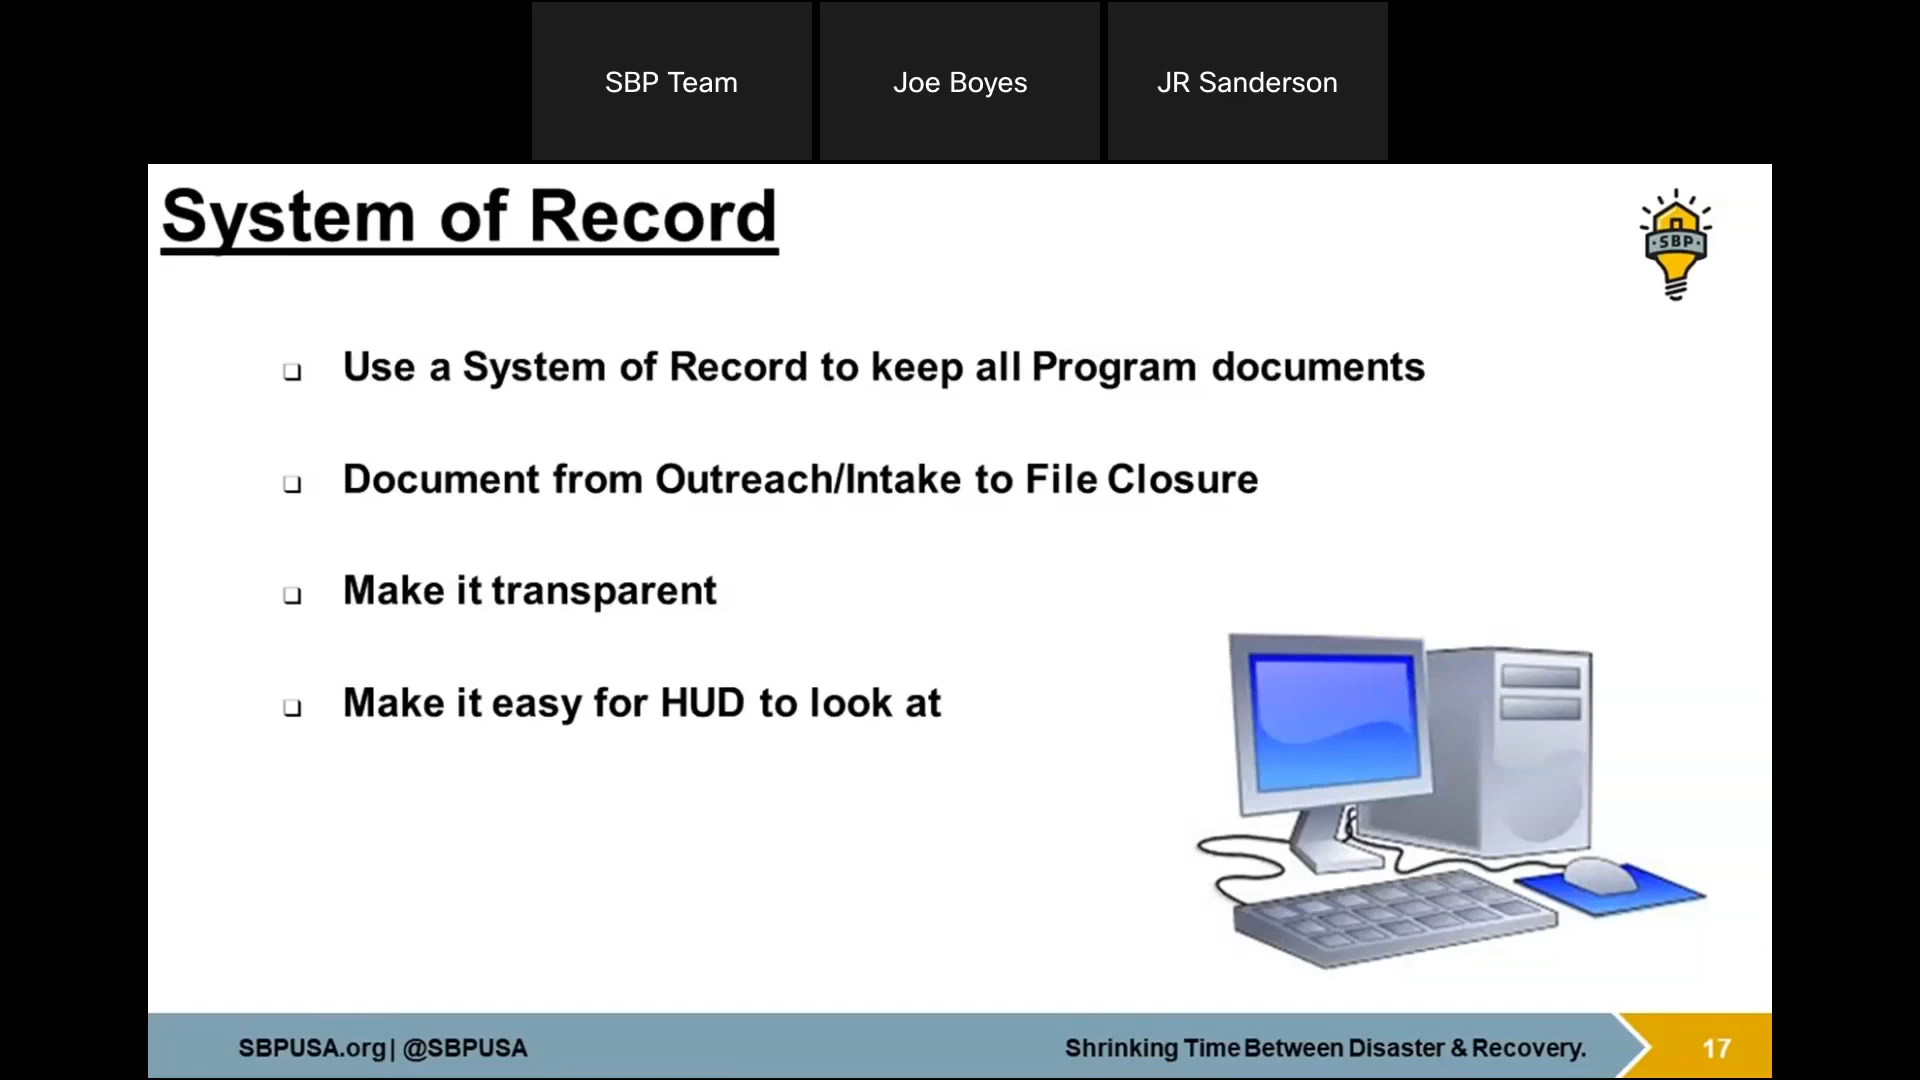 SBP Team
Joe Boyes
JR Sanderson
System of Record
SBP
❑ Use a System of Record to keep all Program documents
❑ Document from Outreach/Intake to File Closure
❑ Make it transparent
❑ Make it easy for HUD to look at
SBPUSA.org| @SBPUSA
Shrinking Time Between Disaster & Recovery.
17